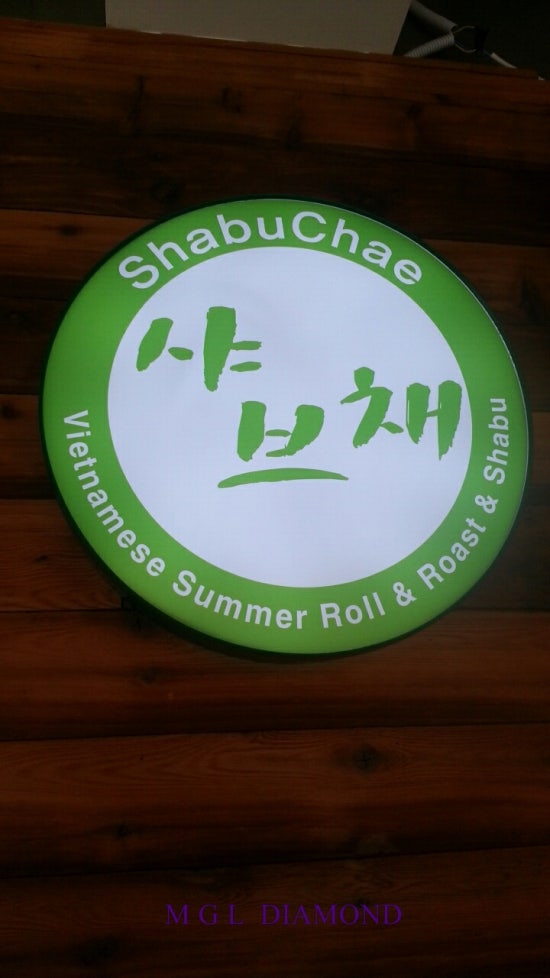 ShabuChae
샤브채
Vietnamese Summer Roll & Roast & Shabu
M G L DIAMOND